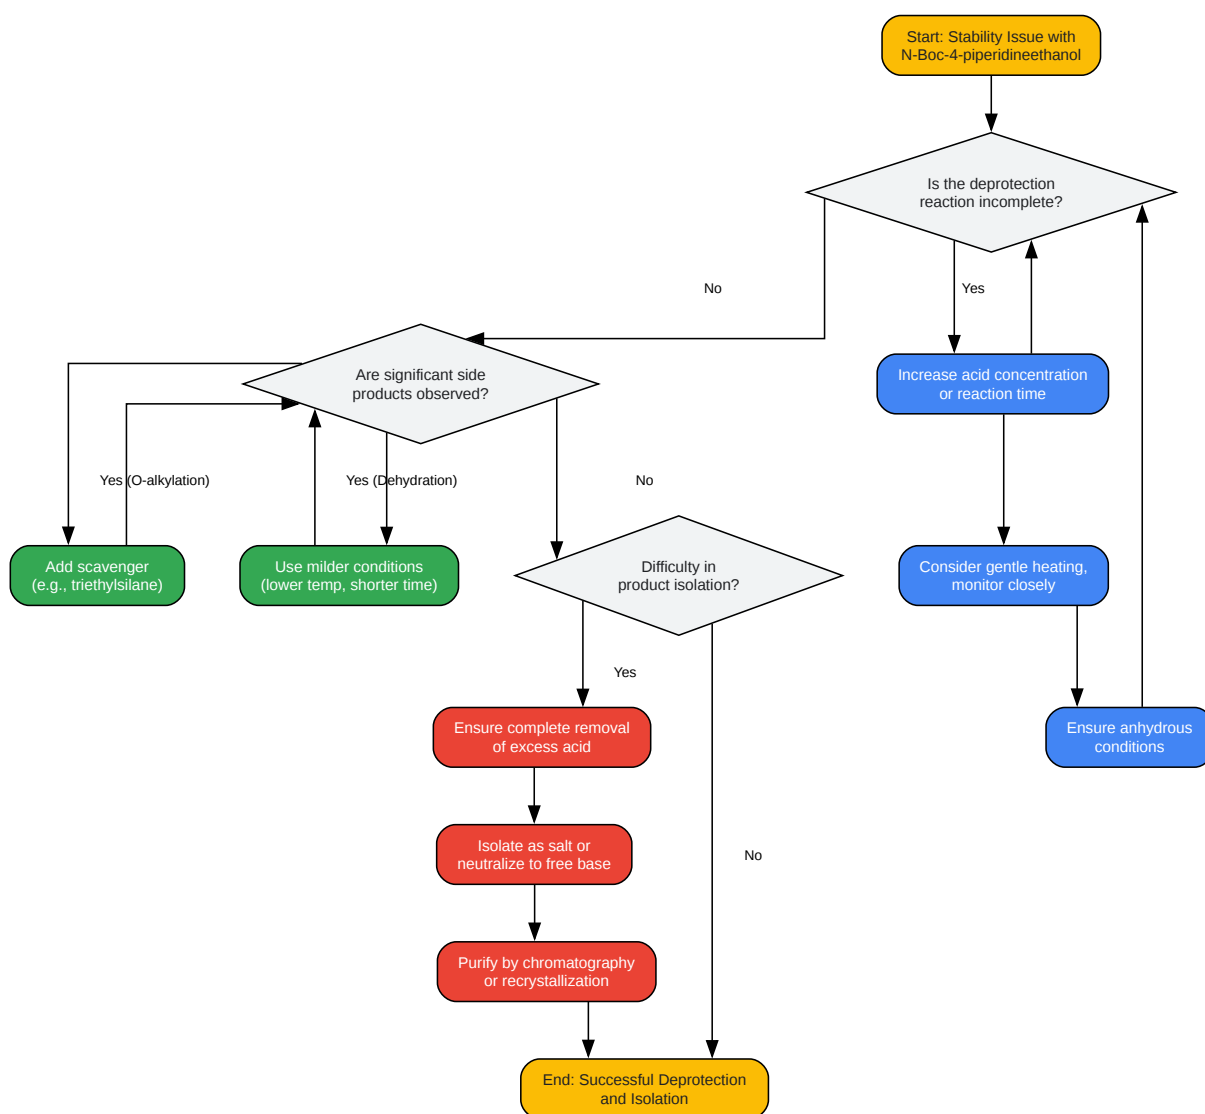 Start: Stability Issue with
N-Boc-4-piperidineethanol
Is the deprotection
reaction incomplete?
No
Yes
Are significant side
products observed?
Increase acid concentration
or reaction time
Yes (O-alkylation)
Yes (Dehydration)
No
Add scavenger
(e.g., triethylsilane)
Use milder conditions
(lower temp, shorter time)
Difficulty in
product isolation?
Consider gentle heating,
monitor closely
Yes
Ensure complete removal
of excess acid
Ensure anhydrous
conditions
Isolate as salt or
neutralize to free base
No
Purify by chromatography
or recrystallization
End: Successful Deprotection
and Isolation